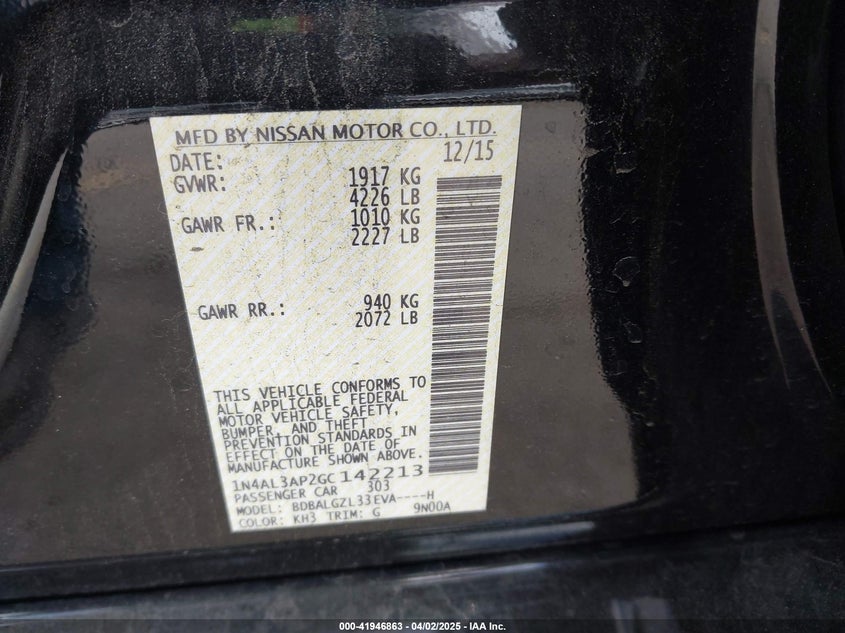 MFD BY NISSAN MOTOR CO., LTD.
DATE: 12/15
GVWR: 1917 KG
4226 LB
GAWR FR.: 1010 KG
2227 LB
GAWR RR.: 940 KG
2072 LB
THIS VEHICLE CONFORMS TO
ALL APPLICABLE FEDERAL
MOTOR VEHICLE SAFETY,
BUMPER, AND THEFT
PREVENTION STANDARDS IN
EFFECT ON THE DATE OF
MANUFACTURE SHOWN ABOVE.
1N4AL3AP2GC142213
PASSENGER CAR 303
MODEL: BDBALGZL33EVA----H
COLOR: KH3 TRIM: G 9N00A
000-41946863 04/02/2025 - IAA Inc.